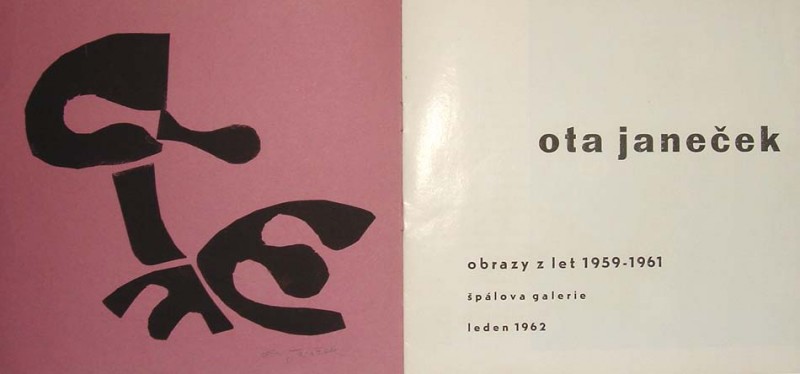 ota janeček
obrazy z let 1959-1961
špálova galerie
leden 1962